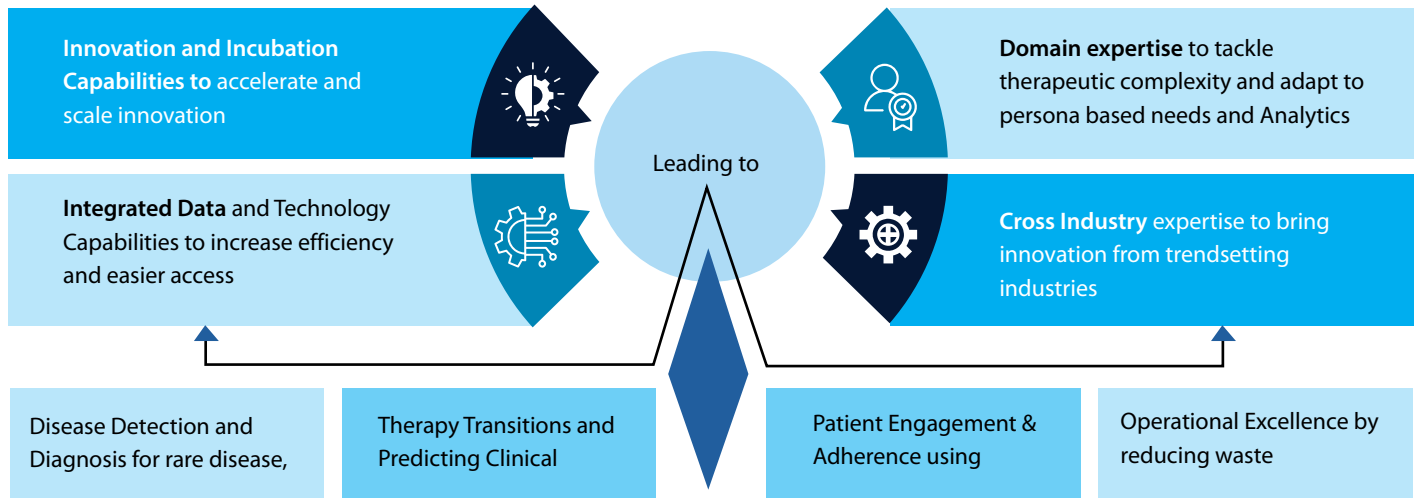 Innovation and Incubation
Capabilities to accelerate and
scale innovation
Integrated Data and Technology
Capabilities to increase efficiency
and easier access
Leading to
Domain expertise to tackle
therapeutic complexity and adapt to
persona based needs and Analytics
Cross Industry expertise to bring
innovation from trendsetting
industries
Disease Detection and
Diagnosis for rare disease,
Therapy Transitions and
Predicting Clinical
Patient Engagement &
Adherence using
Operational Excellence by
reducing waste